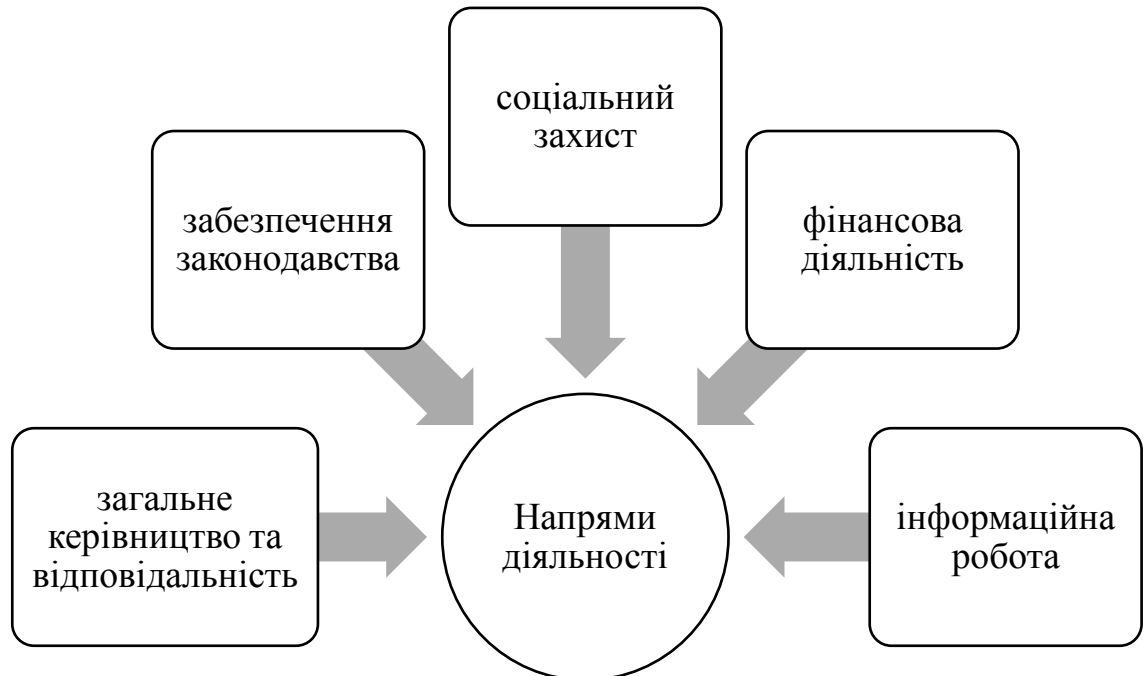 соціальний
захист
забезпечення
законодавства
фінансова
діяльність
загальне
керівництво та
відповідальність
Напрями
діяльності
інформаційна
робота